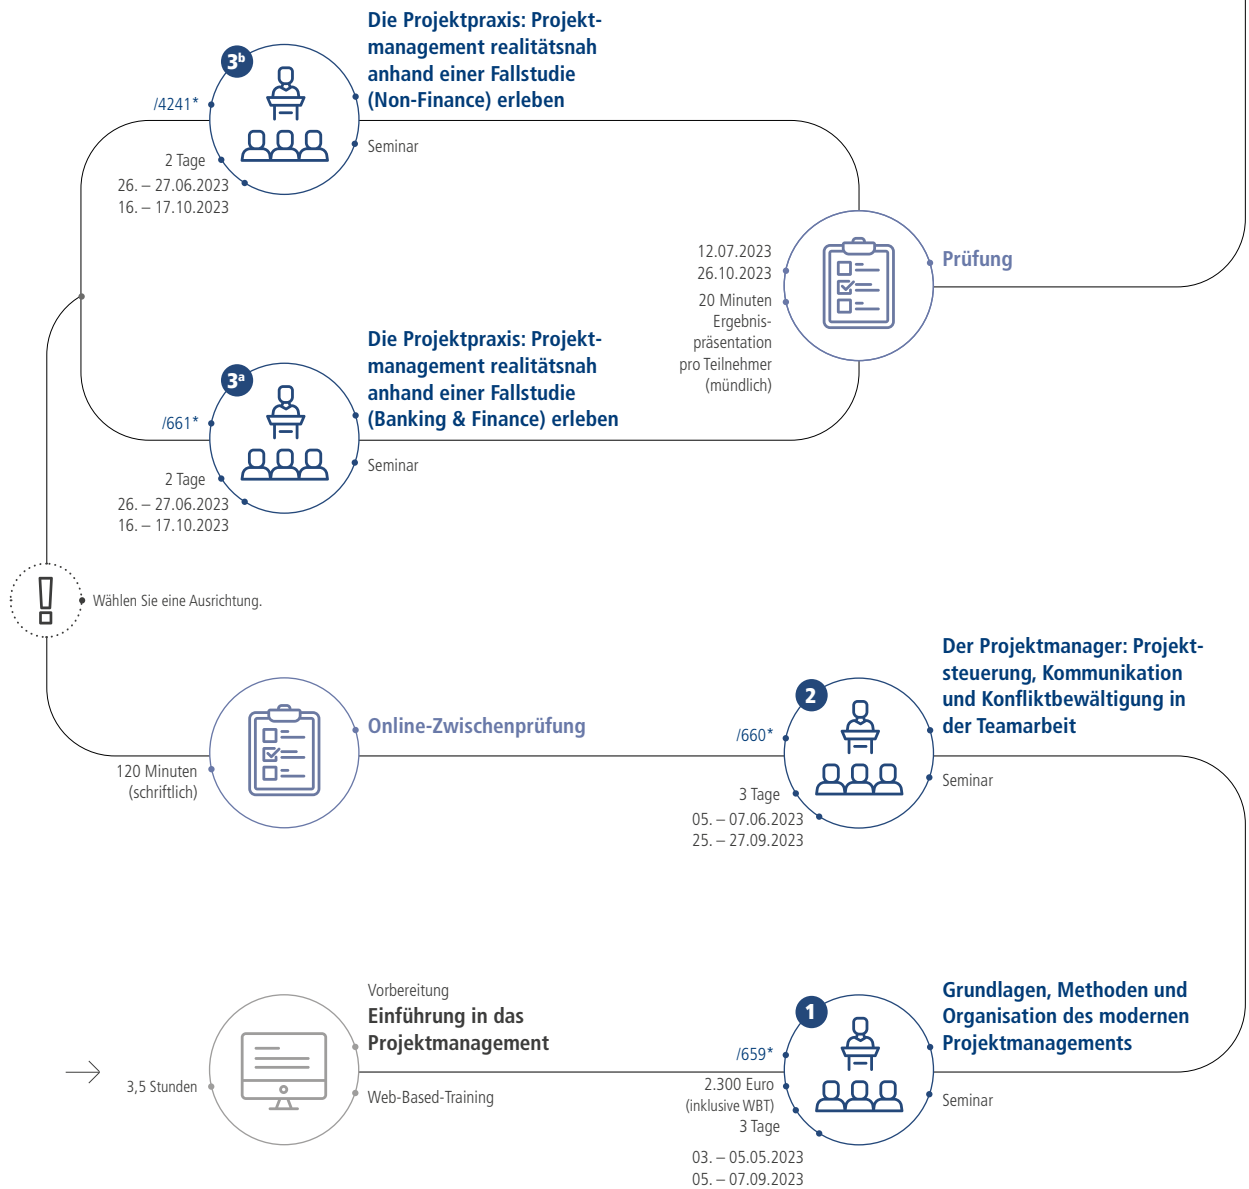 Die Projektpraxis: Projekt-
management realitätsnah
anhand einer Fallstudie
(Non-Finance) erleben
3b
/4241*
Seminar
2 Tage
26. – 27.06.2023
16. – 17.10.2023
12.07.2023
26.10.2023
20 Minuten
Ergebnis-
präsentation
pro Teilnehmer
(mündlich)
Prüfung
Die Projektpraxis: Projekt-
management realitätsnah
anhand einer Fallstudie
(Banking & Finance) erleben
3a
/661*
Seminar
2 Tage
26. – 27.06.2023
16. – 17.10.2023
Wählen Sie eine Ausrichtung.
Online-Zwischenprüfung
120 Minuten
(schriftlich)
Der Projektmanager: Projekt-
steuerung, Kommunikation
und Konfliktbewältigung in
der Teamarbeit
2
/660*
Seminar
3 Tage
05. – 07.06.2023
25. – 27.09.2023
Vorbereitung
Einführung in das
Projektmanagement
3,5 Stunden
Web-Based-Training
Grundlagen, Methoden und
Organisation des modernen
Projektmanagements
1
/659*
2.300 Euro
(inklusive WBT)
3 Tage
Seminar
03. – 05.05.2023
05. – 07.09.2023